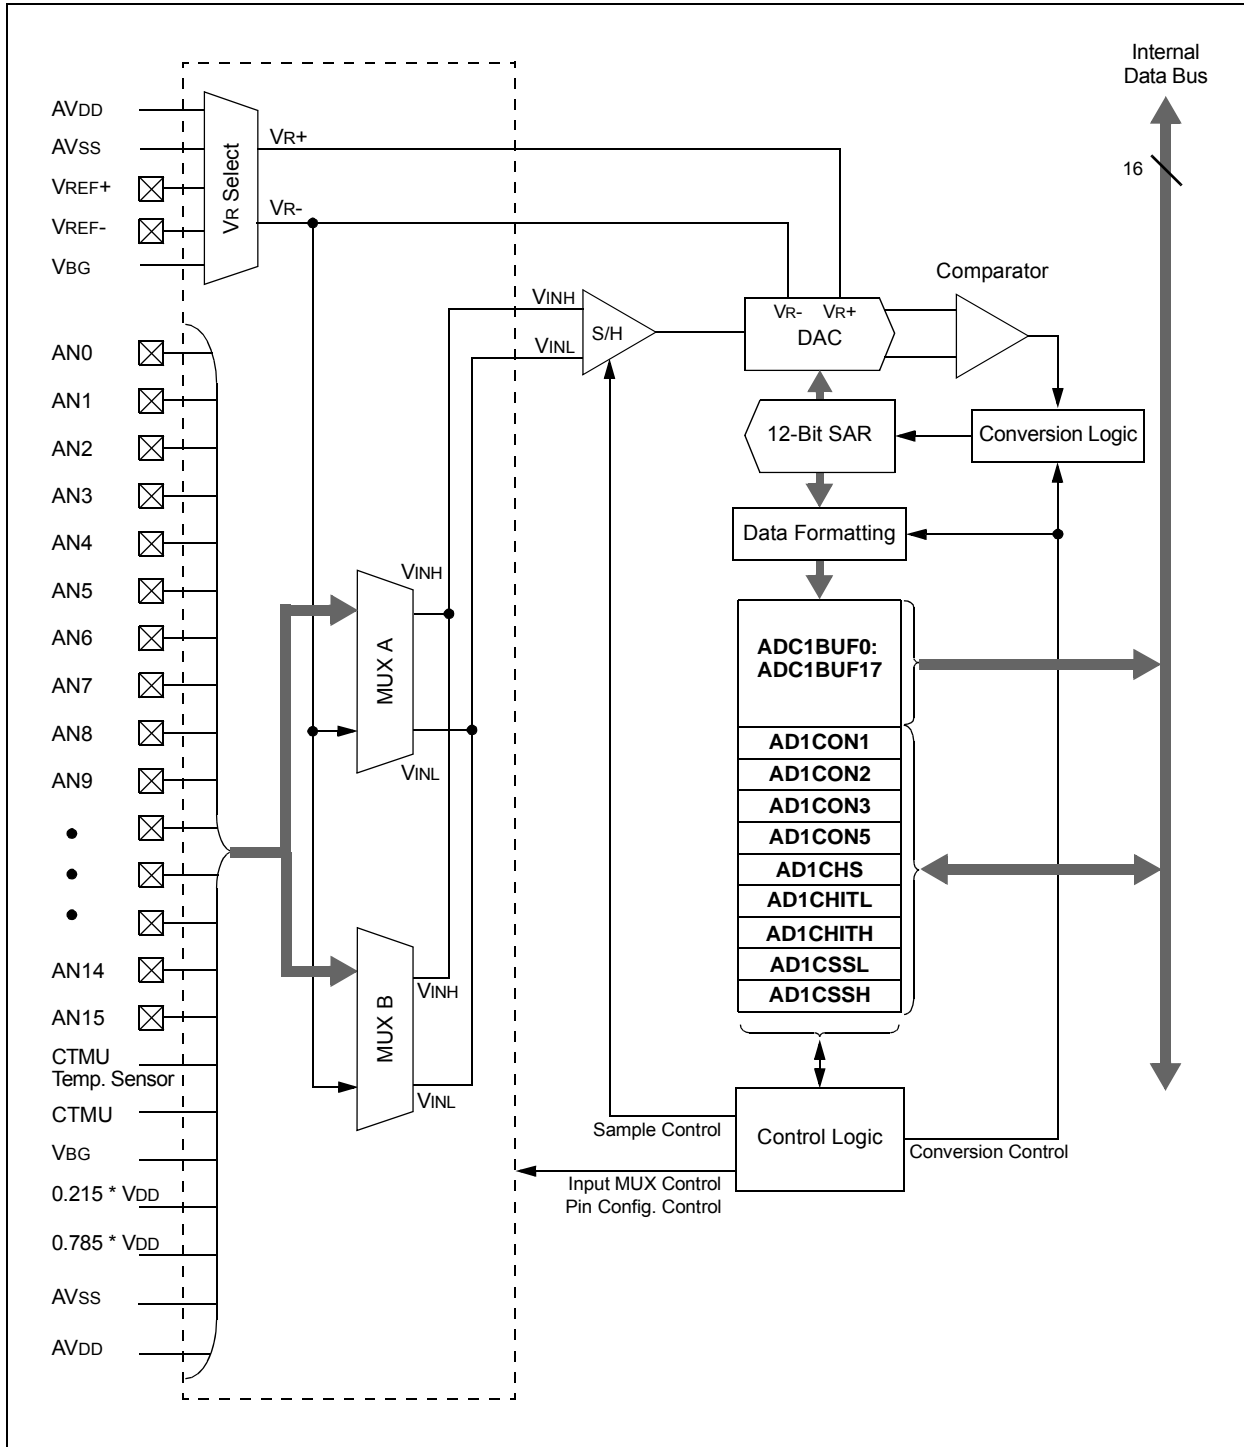 Internal
Data Bus
16
AVDD
AVSS
VREF+
VREF-
VBG
VR Select
VR+
VR-
AN0
AN1
AN2
AN3
AN4
AN5
AN6
AN7
AN8
AN9
AN14
AN15
CTMU
Temp. Sensor
CTMU
VBG
0.215 * VDD
0.785 * VDD
AVSS
AVDD
VINH
MUX A
VINL
MUX B
VINH
VINL
VINH
VINL
S/H
VR- VR+
DAC
Comparator
12-Bit SAR
Conversion Logic
Data Formatting
ADC1BUF0:
ADC1BUF17
AD1CON1
AD1CON2
AD1CON3
AD1CON5
AD1CHS
AD1CHITL
AD1CHITH
AD1CSSL
AD1CSSH
Control Logic
Sample Control
Input MUX Control
Pin Config. Control
Conversion Control